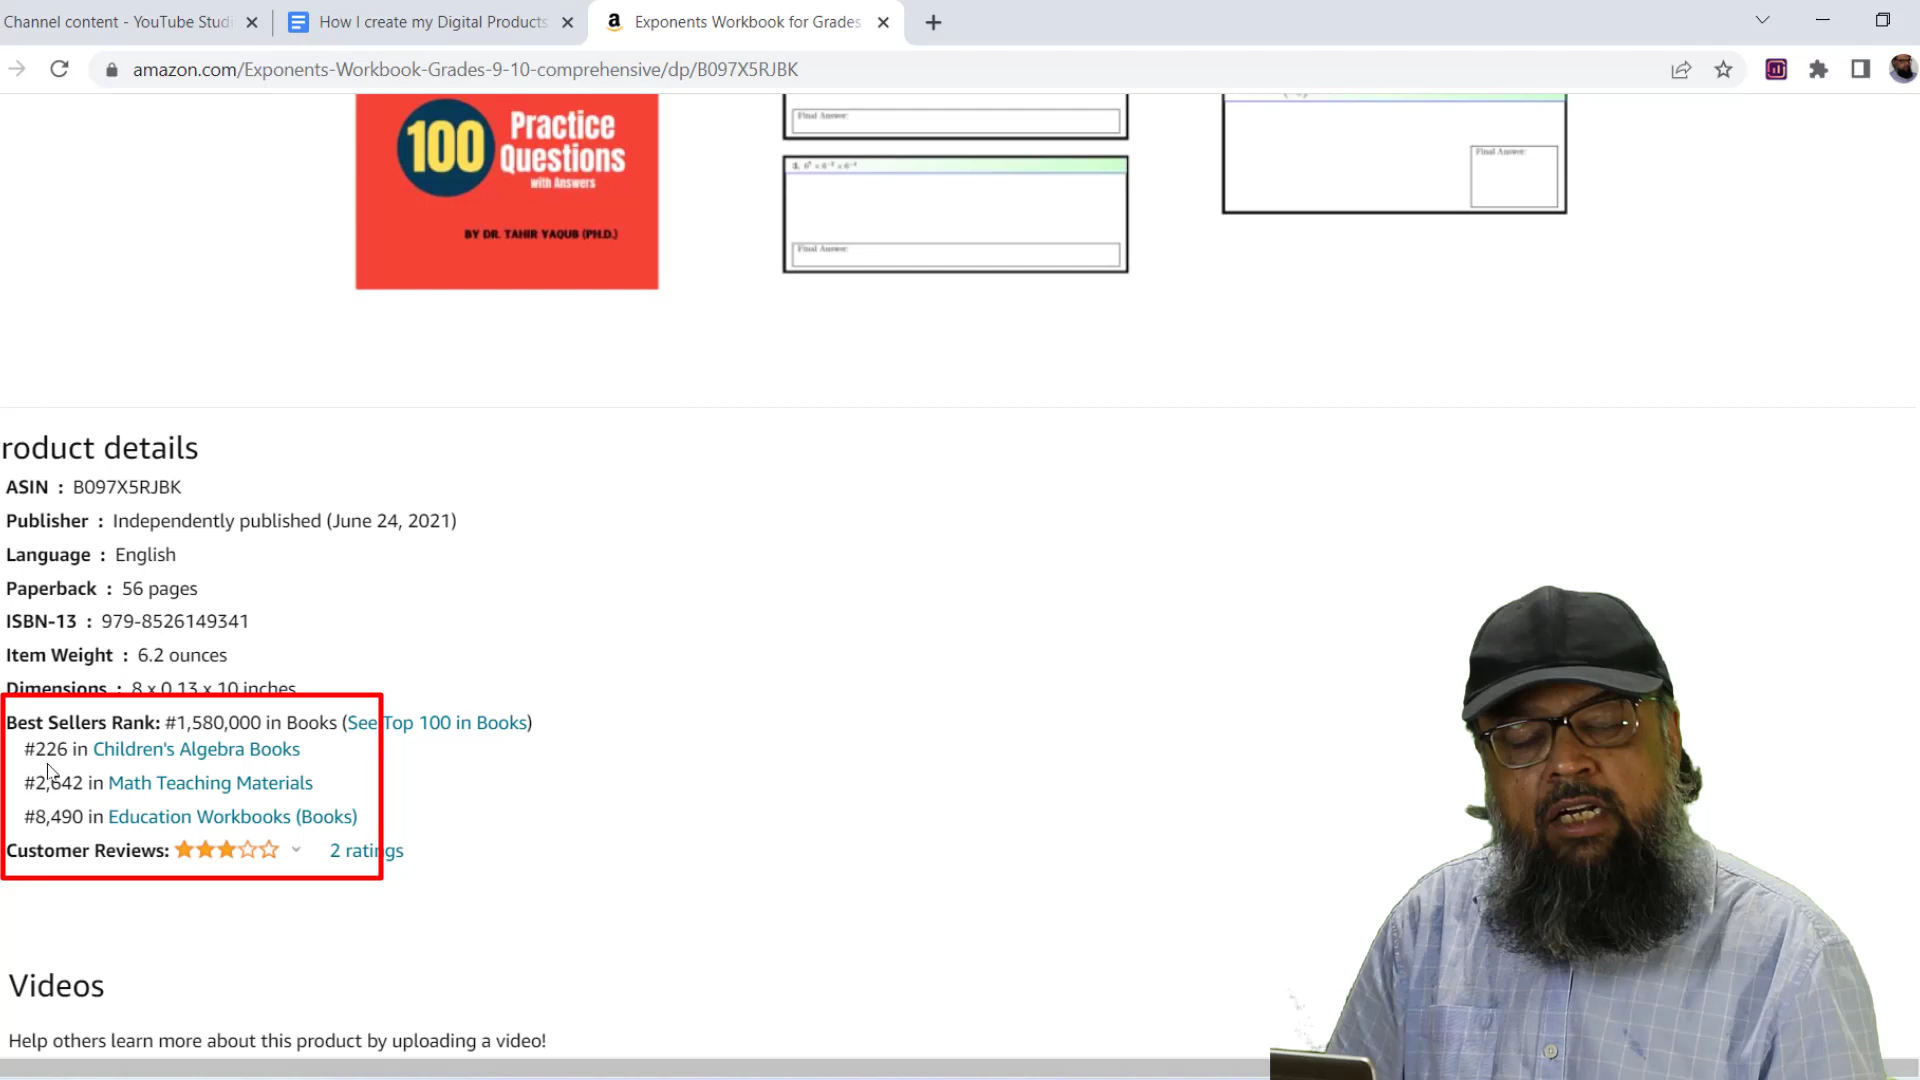 Channel content - YouTube Studi
How I create my Digital Products
Exponents Workbook for Grades
amazon.com/Exponents-Workbook-Grades-9-10-comprehensive/dp/B097X5RJBK
100 Practice Questions
with Answers
BY DR. TAHIR YAQUB (PH.D.)
Final Answer:
Final Answer:
Final Answer:
roduct details
ASIN : B097X5RJBK
Publisher : Independently published (June 24, 2021)
Language : English
Paperback : 56 pages
ISBN-13 : 979-8526149341
Item Weight : 6.2 ounces
Dimensions : 8 x 0.13 x 10 inches
Best Sellers Rank: #1,580,000 in Books (See Top 100 in Books)
#226 in Children's Algebra Books
#2,642 in Math Teaching Materials
#8,490 in Education Workbooks (Books)
Customer Reviews: 2 ratings
Videos
Help others learn more about this product by uploading a video!